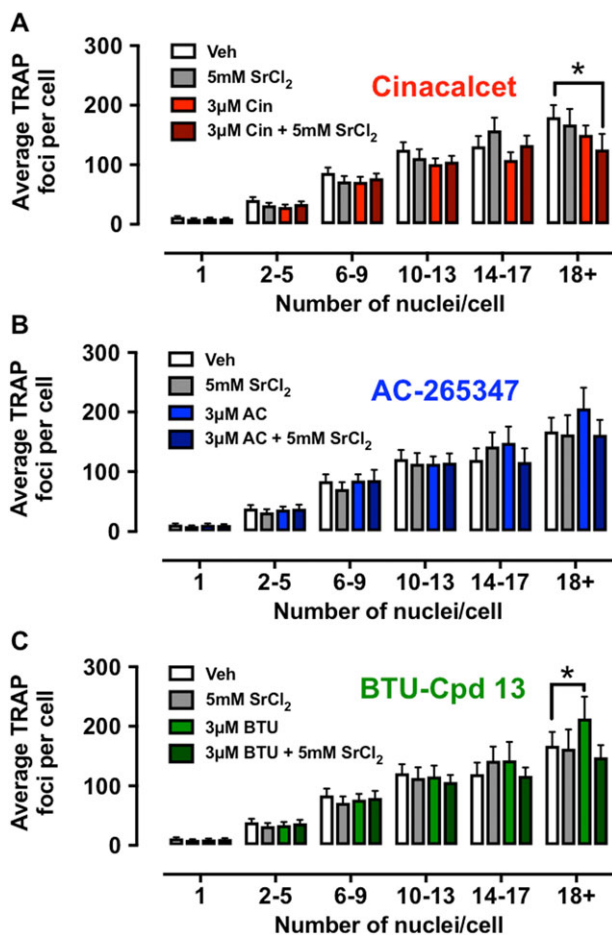 A
Average TRAP
foci per cell
300
200
100
0
Veh
5mM SrCl₂
3μM Cin
3μM Cin + 5mM SrCl₂
Cinacalcet
*
1 2-5 6-9 10-13 14-17 18+
Number of nuclei/cell
B
Average TRAP
foci per cell
300
200
100
0
Veh
5mM SrCl₂
3μM AC
3μM AC + 5mM SrCl₂
AC-265347
1 2-5 6-9 10-13 14-17 18+
Number of nuclei/cell
C
Average TRAP
foci per cell
300
200
100
0
Veh
5mM SrCl₂
3μM BTU
3μM BTU + 5mM SrCl₂
BTU-Cpd 13
*
1 2-5 6-9 10-13 14-17 18+
Number of nuclei/cell